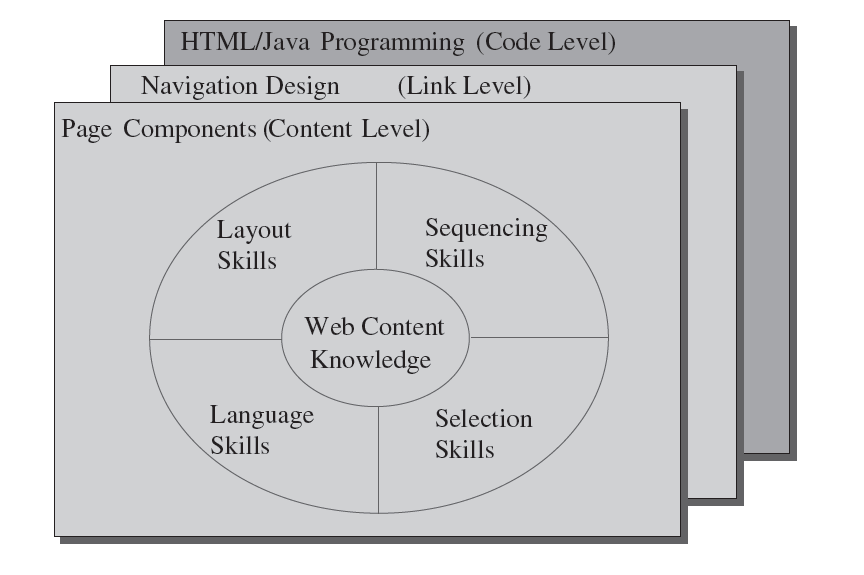 HTML/Java Programming (Code Level)
Navigation Design (Link Level)
Page Components (Content Level)
Layout
Skills
Sequencing
Skills
Web Content
Knowledge
Language
Skills
Selection
Skills